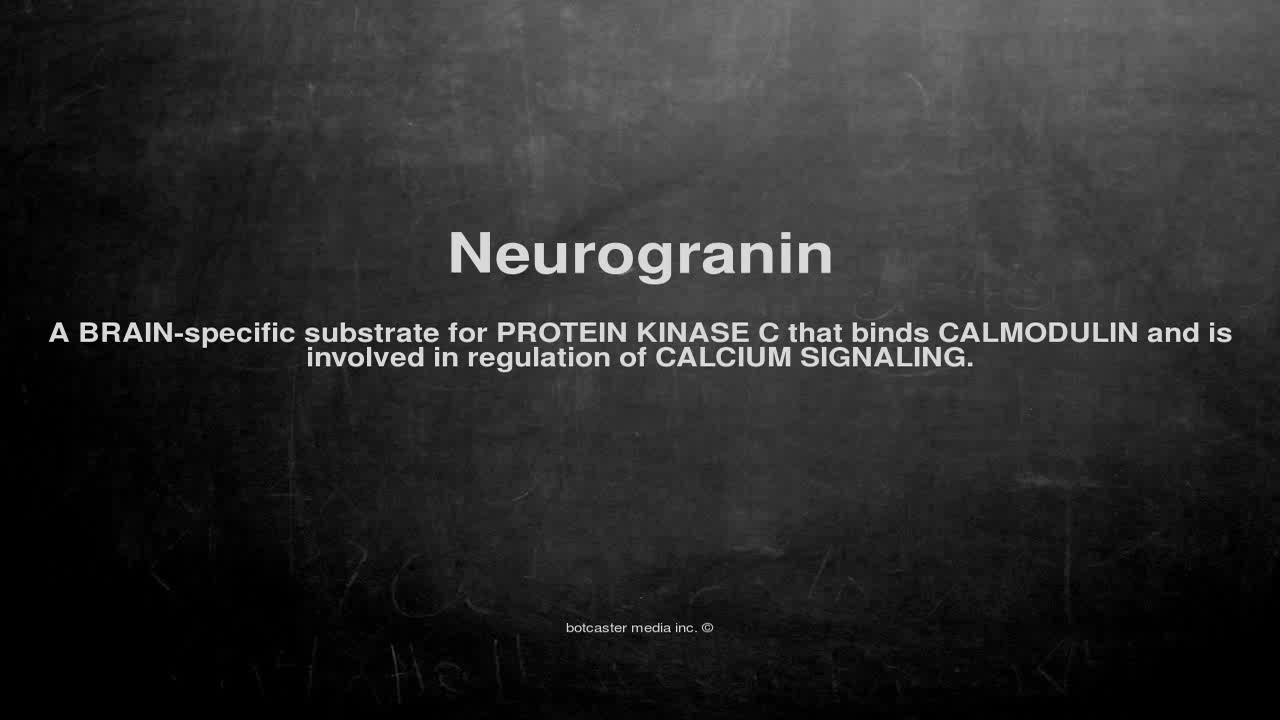 Neurogranin
A BRAIN-specific substrate for PROTEIN KINASE C that binds CALMODULIN and is
involved in regulation of CALCIUM SIGNALING.
botcaster media inc. ©